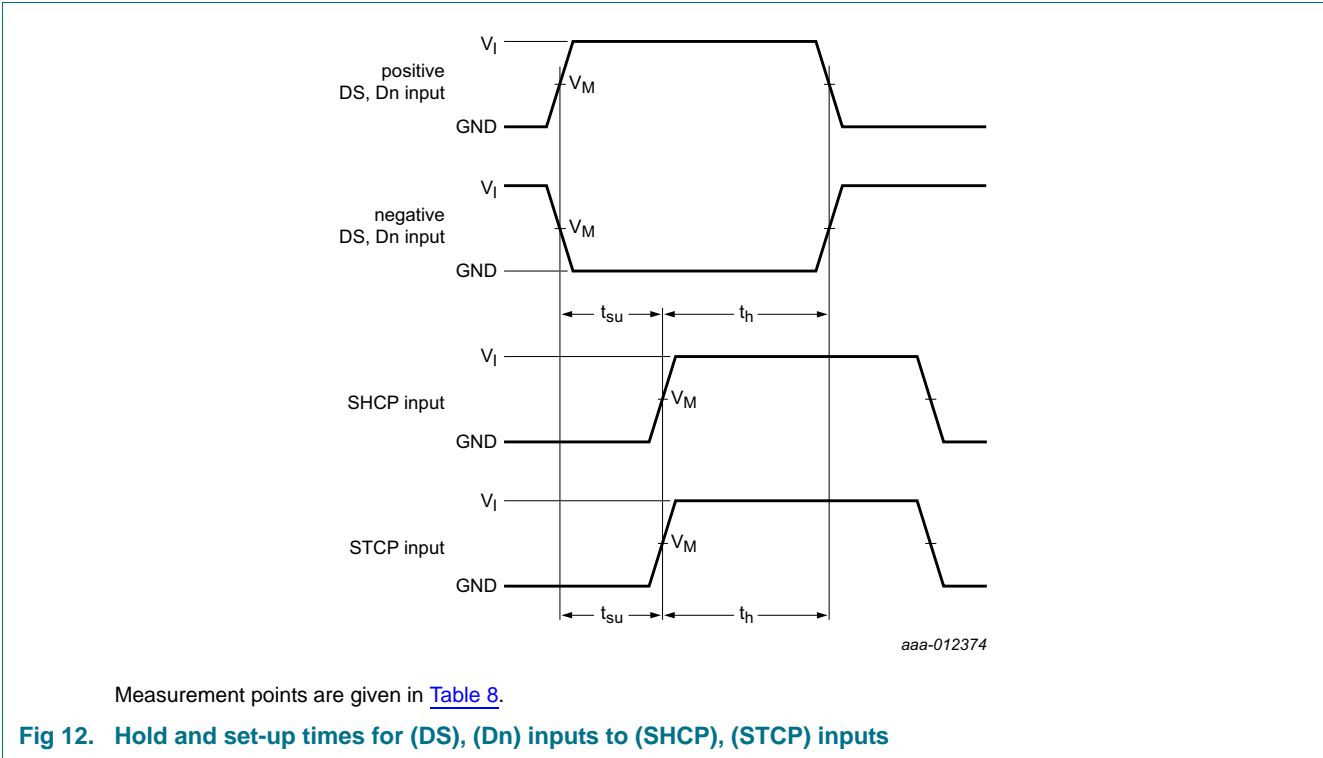 V_I
positive
DS, Dn input
V_M
GND
V_I
negative
DS, Dn input
V_M
GND
t_su
t_h
V_I
SHCP input
V_M
GND
V_I
STCP input
V_M
GND
t_su
t_h
aaa-012374
Measurement points are given in Table 8.
Fig 12. Hold and set-up times for (DS), (Dn) inputs to (SHCP), (STCP) inputs